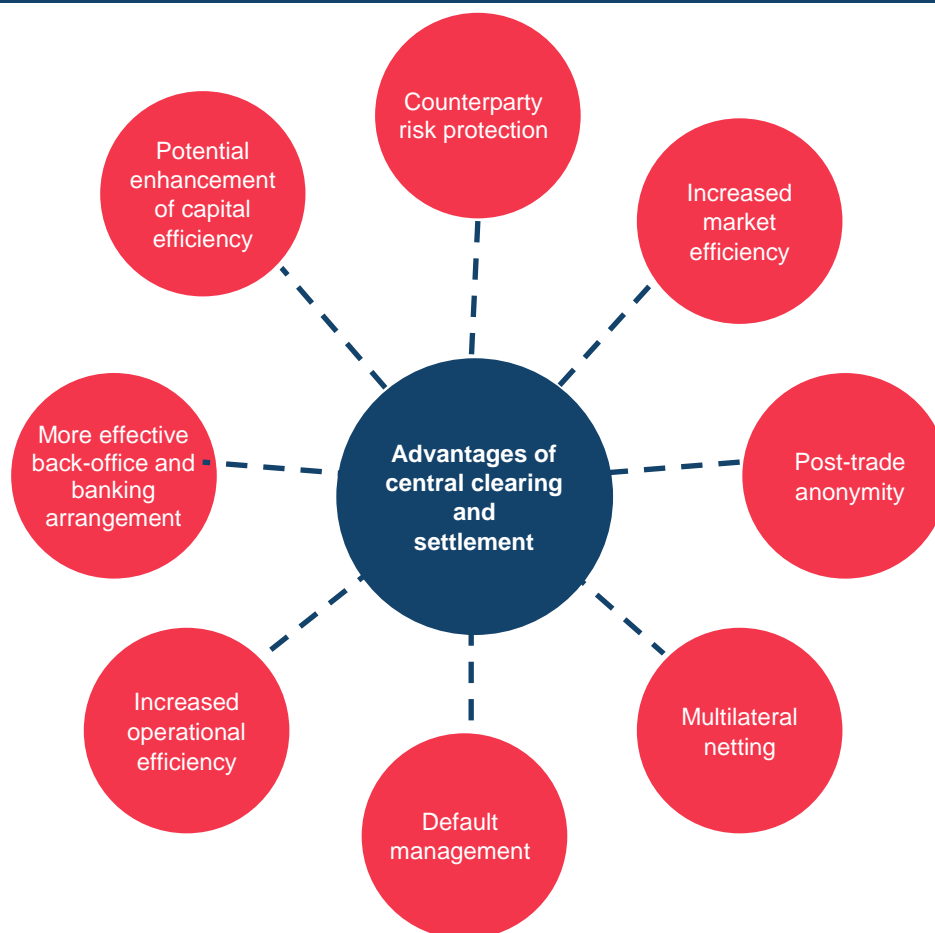 Counterparty
risk protection
Potential
enhancement
of capital
efficiency
Increased
market
efficiency
More effective
back-office and
banking
arrangement
Advantages of
central clearing
and
settlement
Post-trade
anonymity
Increased
operational
efficiency
Multilateral
netting
Default
management